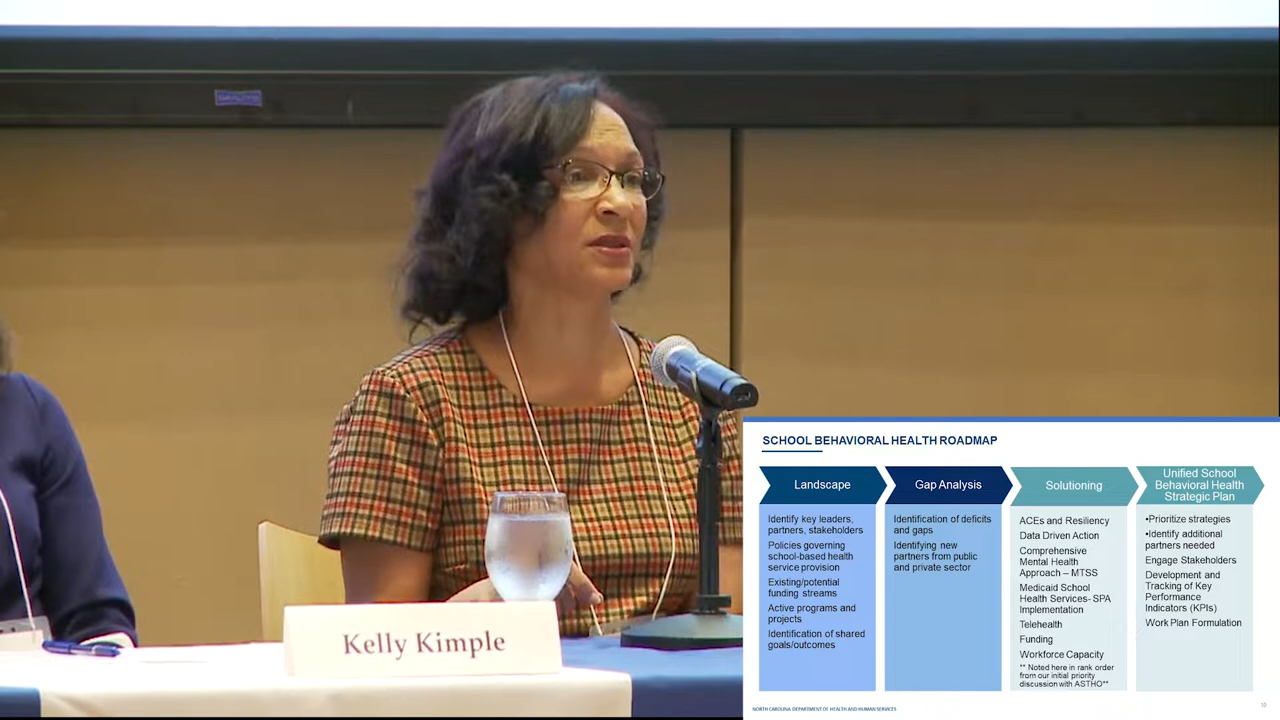 Kelly Kimple
SCHOOL BEHAVIORAL HEALTH ROADMAP
Landscape
Identify key leaders,
partners, stakeholders
Policies governing
school-based health
service provision
Existing/potential
funding streams
Active programs and
projects
Identification of shared
goals/outcomes
Gap Analysis
Identification of deficits
and gaps
Identifying new
partners from public
and private sector
Solutioning
ACEs and Resiliency
Data Driven Action
Comprehensive
Mental Health
Approach – MTSS
Medicaid School
Health Services- SPA
Implementation
Telehealth
Funding
Workforce Capacity
** Noted here in rank order
from our initial priority
discussion with ASTHO**
Unified School
Behavioral Health
Strategic Plan
•Prioritize strategies
•Identify additional
partners needed
Engage Stakeholders
Development and
Tracking of Key
Performance
Indicators (KPIs)
Work Plan Formulation
NORTH CAROLINA DEPARTMENT OF HEALTH AND HUMAN SERVICES
10